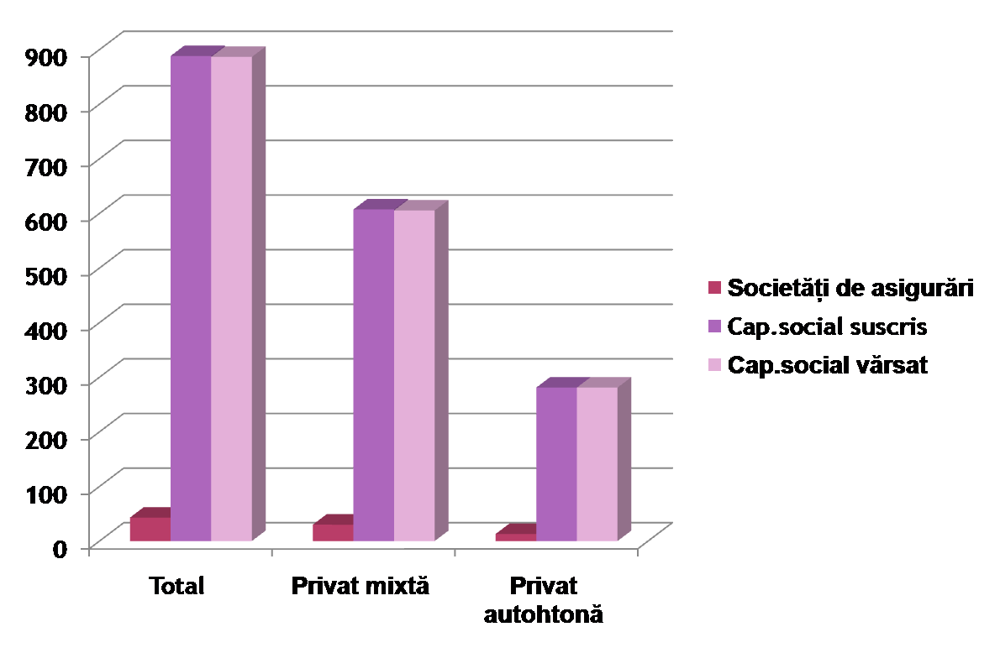 900
800
700
600
500
400
300
200
100
0
Total
Privat mixtă
Privat
autohtonă
Societăți de asigurări
Cap.social suscris
Cap.social vărsat